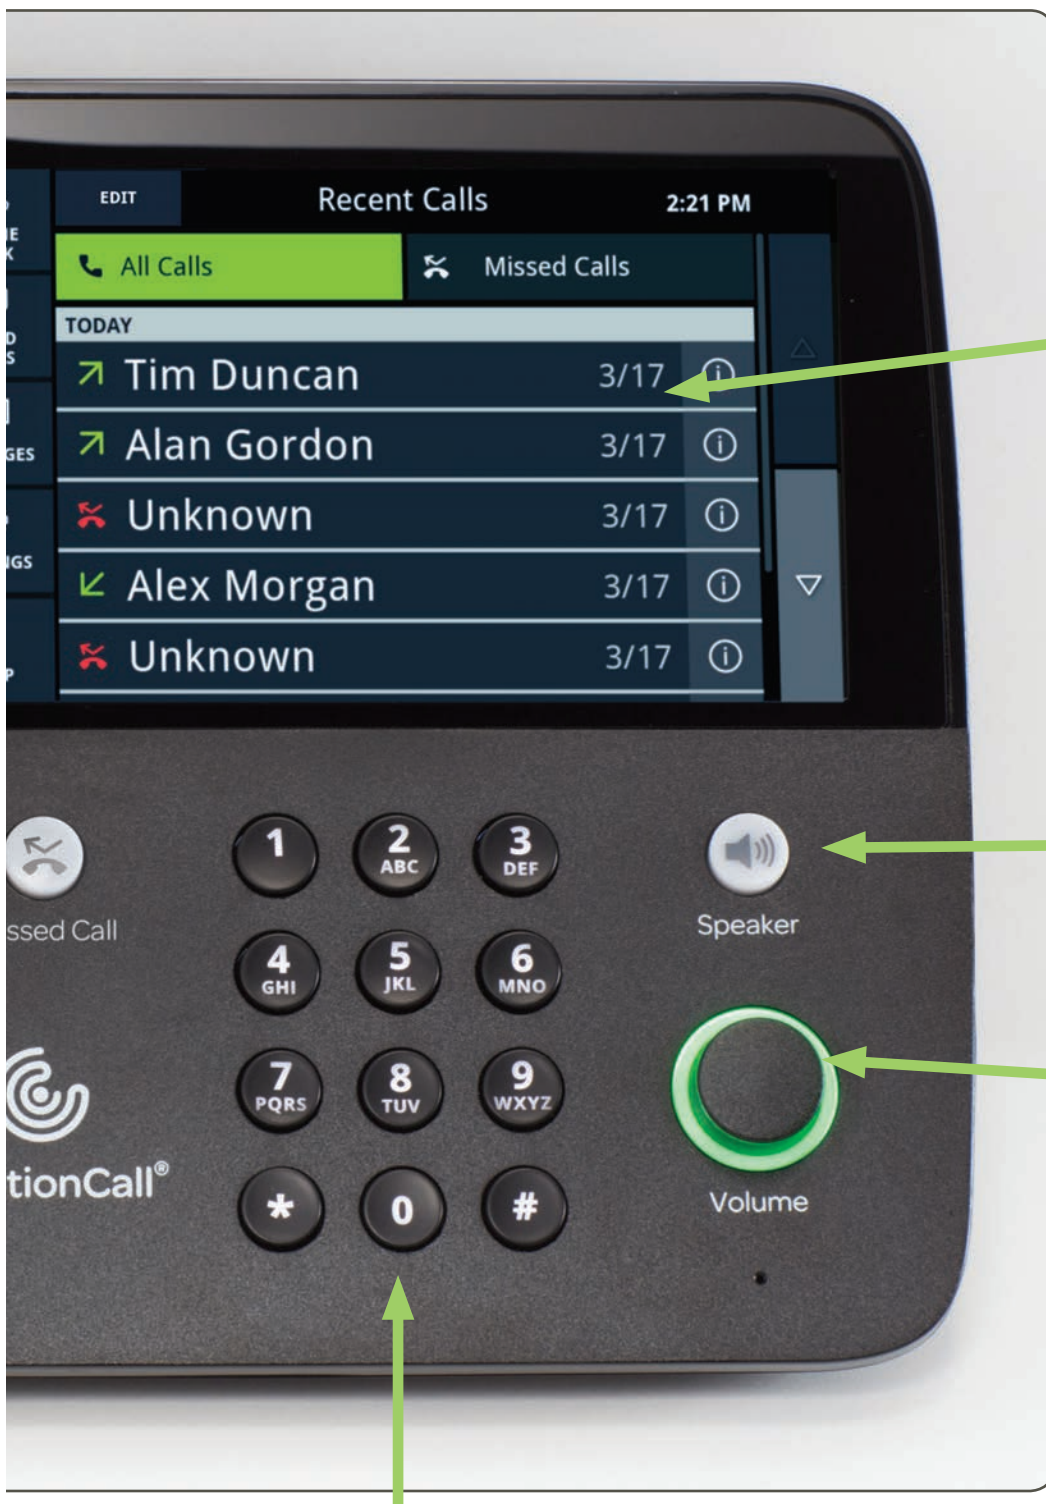 EDIT Recent Calls 2:21 PM
All Calls Missed Calls
TODAY
Tim Duncan 3/17
Alan Gordon 3/17
Unknown 3/17
Alex Morgan 3/17
Unknown 3/17
IE
K
D
S
GES
NGS
P
1 2 ABC 3 DEF
ssed Call
Speaker
4 GHI 5 JKL 6 MNO
7 PQRS 8 TUV 9 WXYZ
tionCall®
* 0 #
Volume